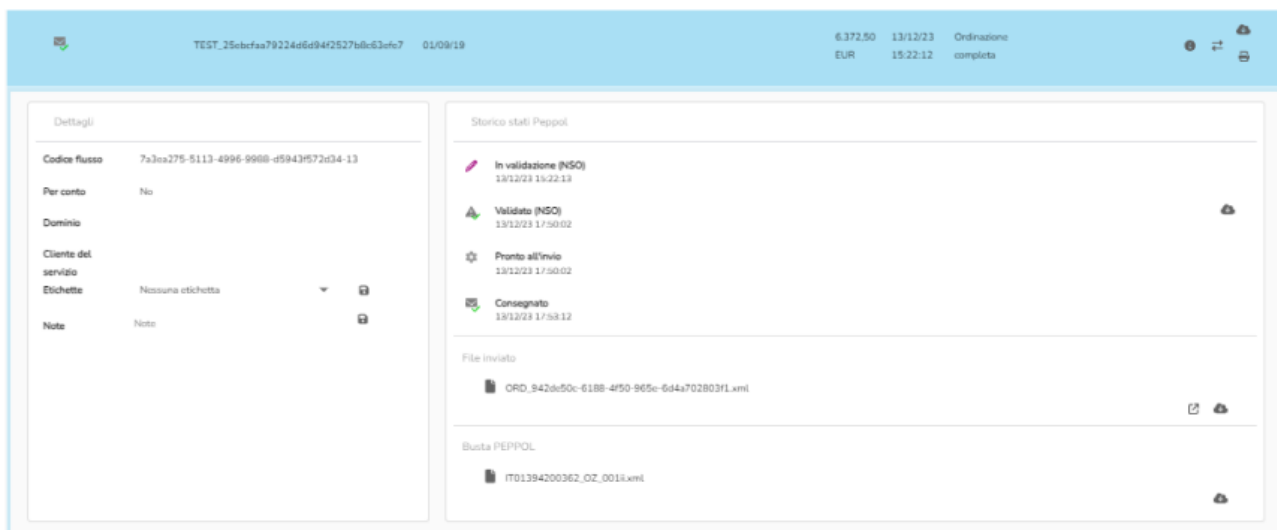 TEST_25ebcfaa79224d6d94f2527b8c63efe7 01/09/19 6.372,50 13/12/23 Ordinazione
EUR 15:22:12 completa
Dettagli
Codice flusso 7a3ea275-5113-4996-9988-d5943f572d34-13
Per conto No
Dominio
Cliente del
servizio
Etichette Nessuna etichetta
Note Note
Storico stati Peppol
In validazione (NSO)
13/12/23 15:22:13
Validato (NSO)
13/12/23 17:50:02
Pronto all'invio
13/12/23 17:50:02
Consegnato
13/12/23 17:53:12
File inviato
ORD_942de50c-6188-4f50-965e-6d4a702803f1.xml
Busta PEPPOL
IT01394200362_OZ_001ii.xml